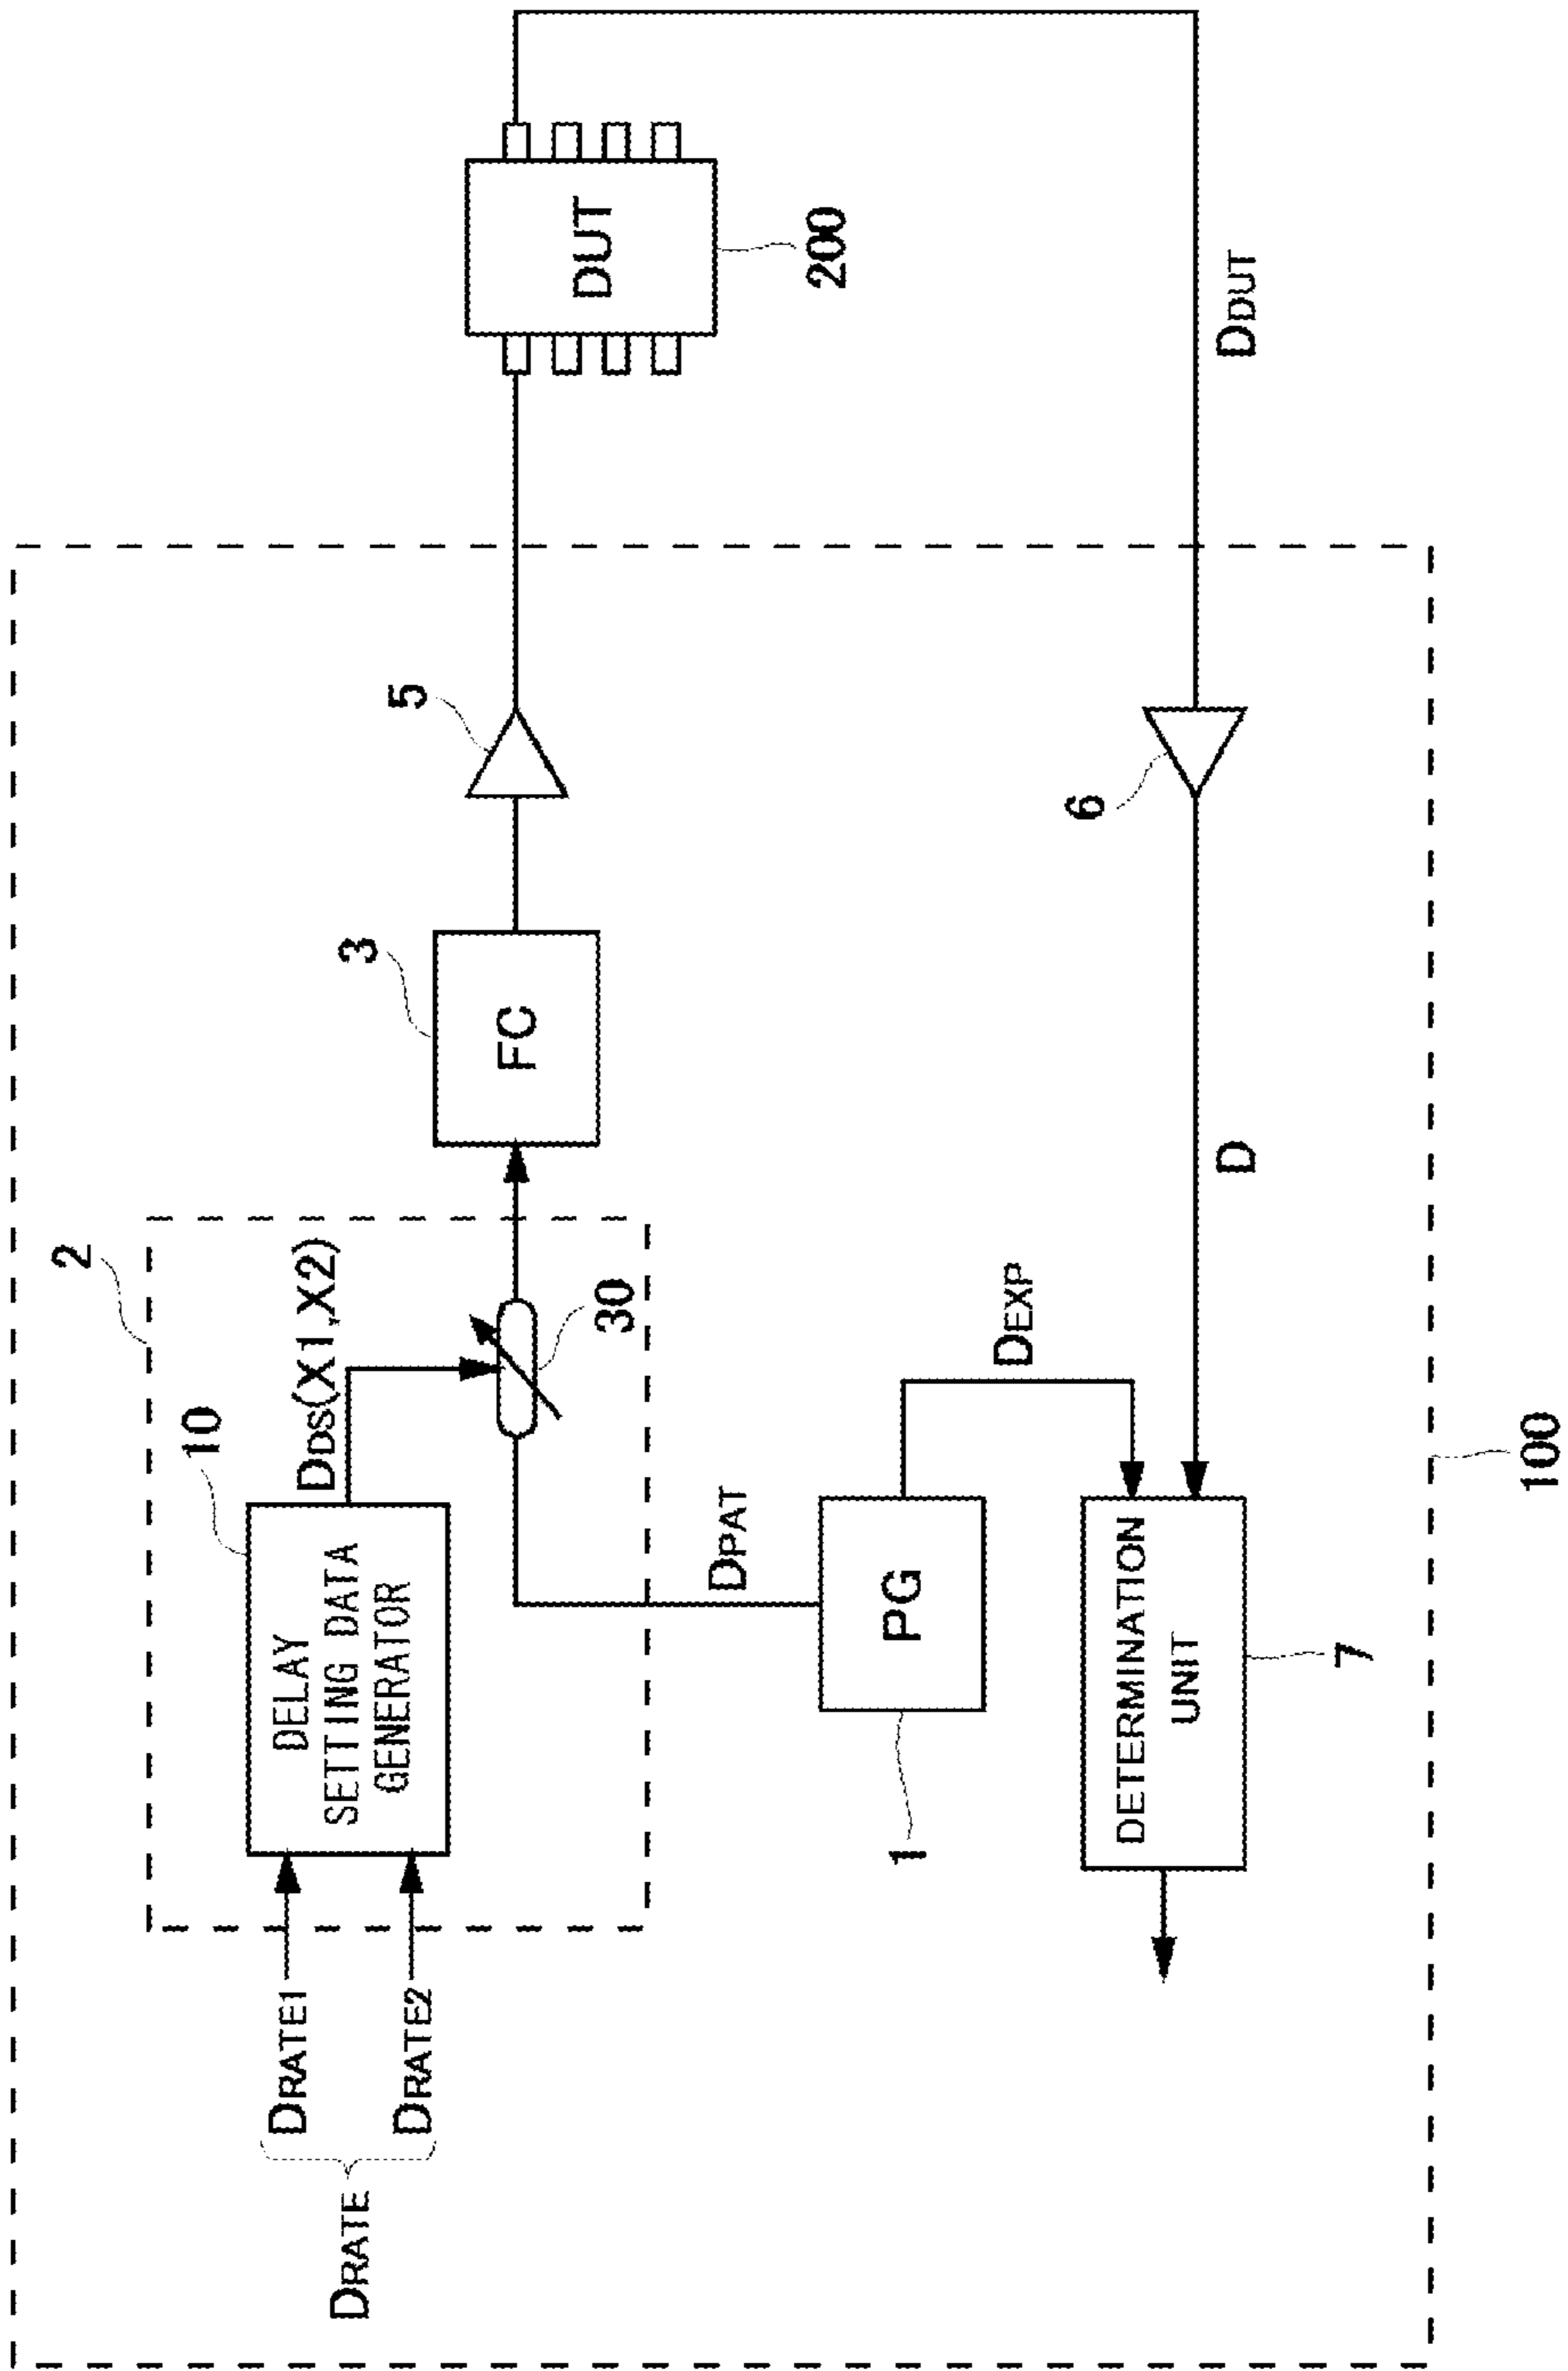 100
2
10
DELAY
SETTING DATA
GENERATOR
DRATE1
DRATE2
DRATE
DDS(X1,X2)
30
3
FC
5
DUT
200
DPAT
PG
1
DEXP
DETERMINATION
UNIT
7
D
6
DDUT